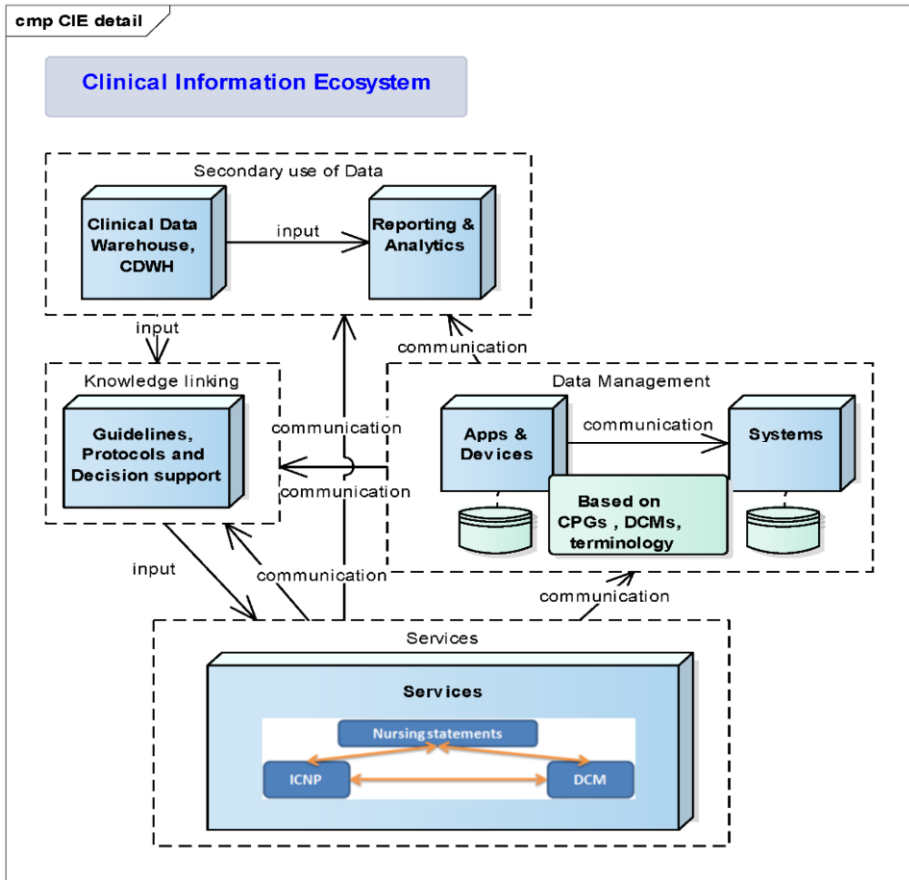 cmp CIE detail
Clinical Information Ecosystem
Secondary use of Data
Clinical Data
Warehouse,
CDWH
input
Reporting &
Analytics
input
communication
Knowledge linking
Guidelines,
Protocols and
Decision support
communication
communication
Data Management
Apps &
Devices
communication
Systems
Based on
CPGs , DCMs,
terminology
input
communication
communication
Services
Services
Nursing statements
ICNP
DCM